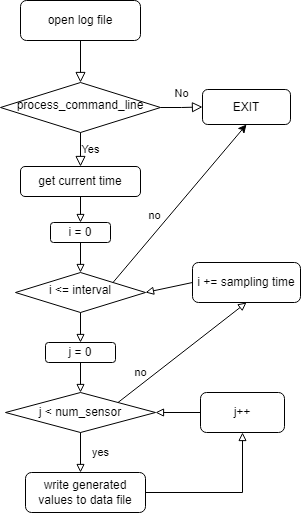 open log file
process_command_line
No
EXIT
Yes
get current time
i = 0
no
i <= interval
i += sampling time
j = 0
no
j < num_sensor
j++
yes
write generated
values to data file